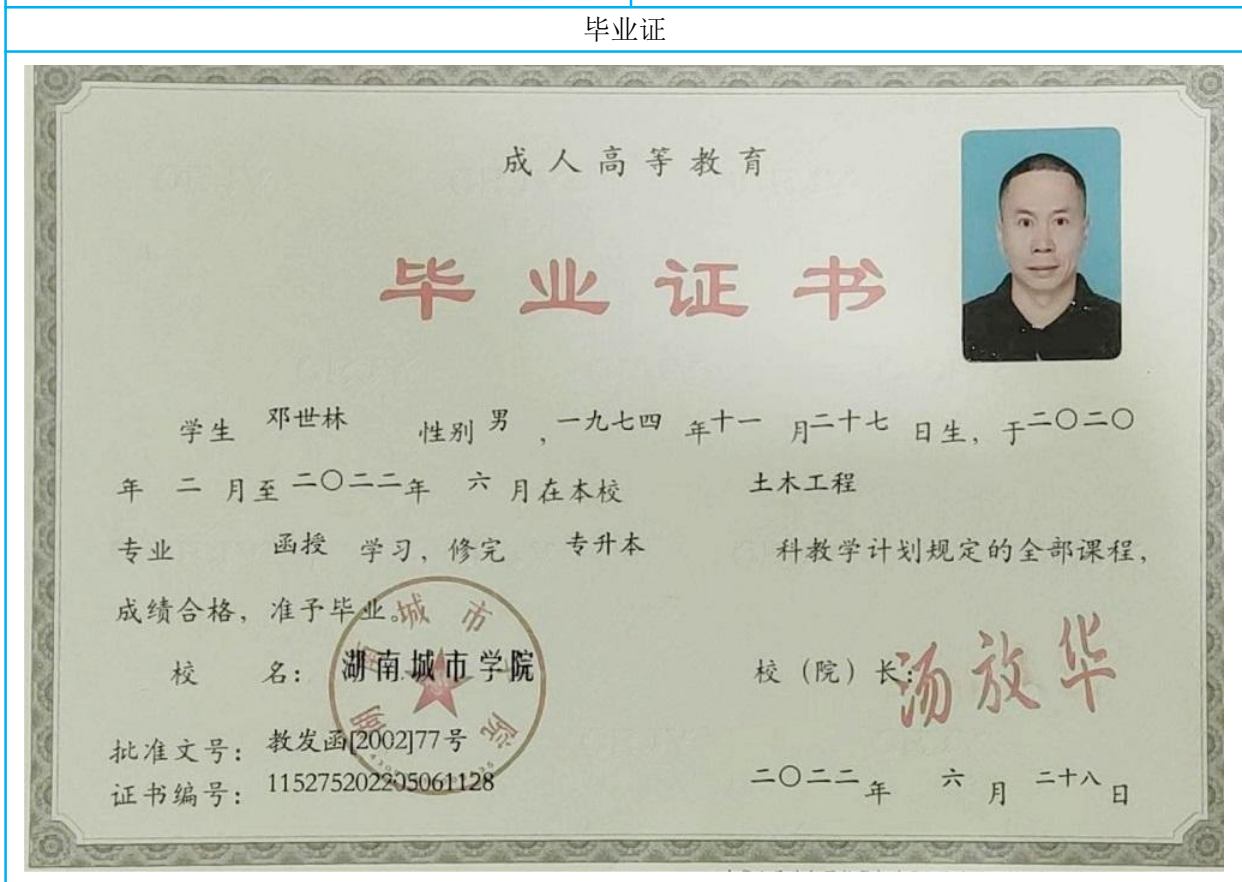 毕业证
成人高等教育
毕业证书
学生 邓世林 性别 男 ，一九七四 年十一 月二十七 日生，于二〇二〇
年 二 月至 二〇二二年 六 月在本校 土木工程
专业 函授 学习，修完 专升本 科教学计划规定的全部课程，
成绩合格，准予毕业。
湖南城市学院
校 名： 湖南城市学院 校（院）长： 汤放华
批准文号： 教发函[2002]77号
证书编号： 115275202205061128 二〇二二年 六 月 二十八 日